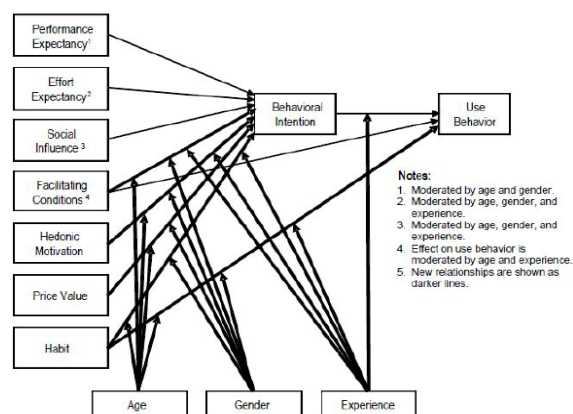 Performance
Expectancy¹
Effort
Expectancy²
Social
Influence ³
Facilitating
Conditions ⁴
Hedonic
Motivation
Price Value
Habit
Behavioral
Intention
Use
Behavior
Notes:
1. Moderated by age and gender.
2. Moderated by age, gender, and
experience.
3. Moderated by age, gender, and
experience.
4. Effect on use behavior is
moderated by age and experience.
5. New relationships are shown as
darker lines.
Age
Gender
Experience